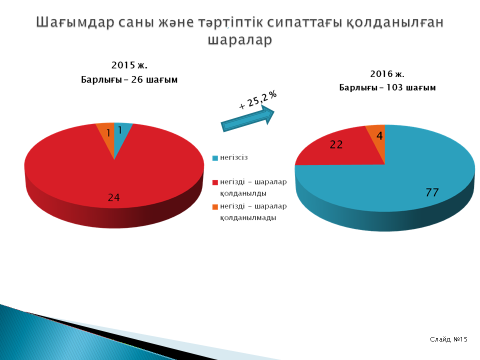 Шағымдар саны және тәртіптік сипаттағы қолданылған
шаралар
2015 ж.
Барлығы – 26 шағым
+ 25,2 %
2016 ж.
Барлығы – 103 шағым
1
1
24
негізсіз
негізді – шаралар
қолданылды
негізді – шаралар
қолданылмады
4
22
77
Слайд №15